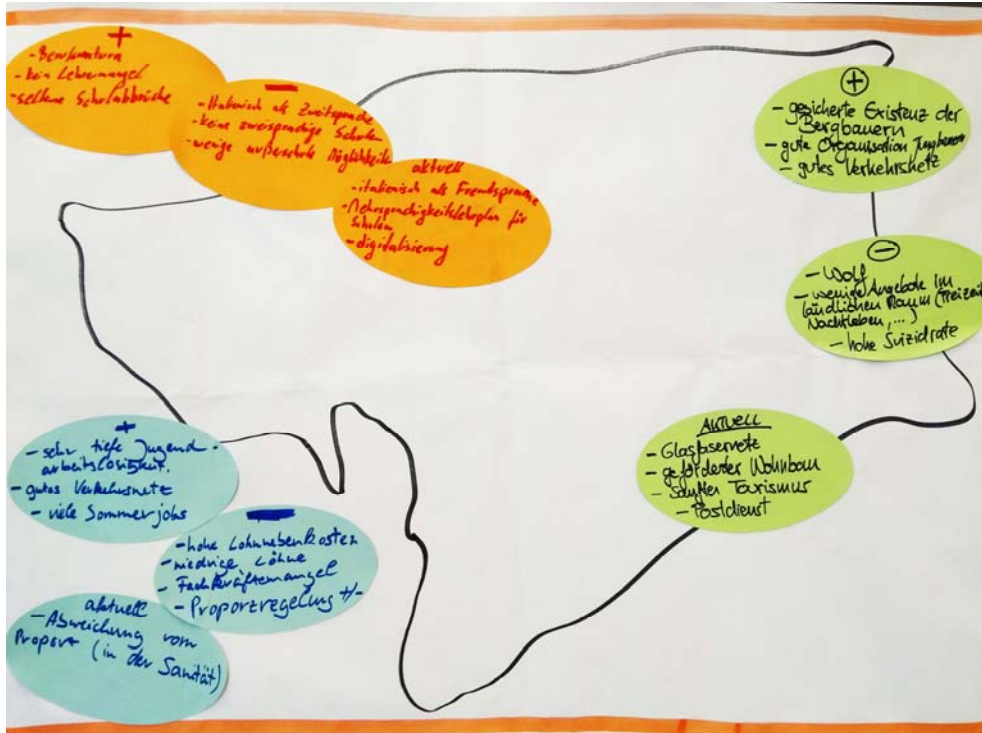 +
- Berufsmatura
- kein Lehrermangel
- seltene Schulabbrüche
—
- Italienisch als Zweitsprache
- keine zweisprachige Schulen
- wenige außerschul. Möglichkeiten
aktuell
- italienisch als Fremdsprache
- Mehrsprachigkeitslehrplan für
Schulen
- digitalisierung
+
- gesicherte Existenz der
Bergbauern
- gute Organisation Jungbauern
- gutes Verkehrsnetz
—
- Wolf
- wenige Angebote im
ländlichen Raum (Freizeit
Nachtleben, ...)
- hohe Suizidrate
AKTUELL
- Glasfasernetz
- geförderter Wohnbau
- Sanfter Tourismus
- Postdienst
+
- sehr tiefe Jugend-
arbeitslosigkeit.
- gutes Verkehrsnetz
- viele Sommerjobs
—
- hohe Lohnnebenkosten
- niedrige Löhne
- Fachkräftemangel
- Proporzregelung +/-
aktuell
- Abweichung vom
Proporz (in der Sanität)